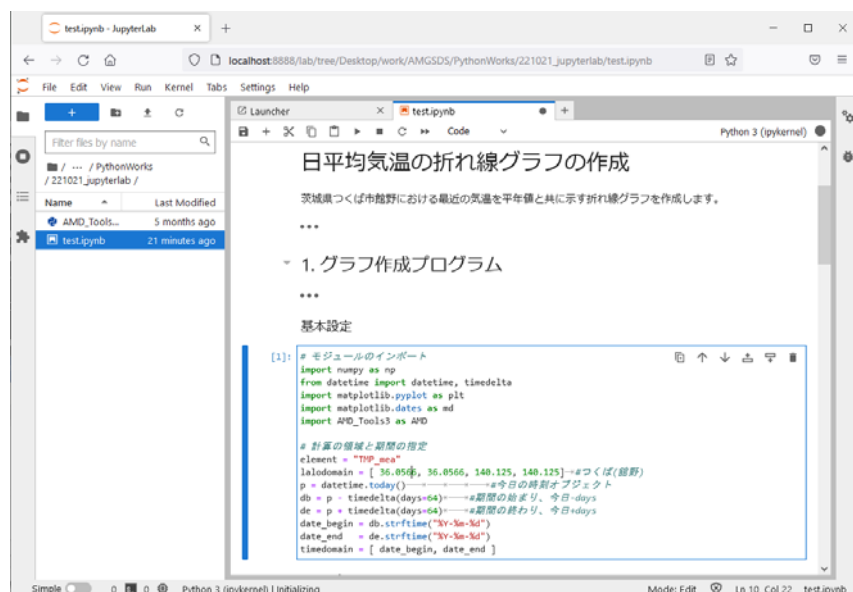 test.ipynb - JupyterLab
localhost:8888/lab/tree/Desktop/work/AMGSDS/PythonWorks/221021_jupyterlab/test.ipynb
File Edit View Run Kernel Tabs Settings Help
Launcher
test.ipynb
Code
Python 3 (ipykernel)
Filter files by name
/ ··· / PythonWorks
/ 221021_jupyterlab /
Name Last Modified
AMD_Tools... 5 months ago
test.ipynb 21 minutes ago
日平均気温の折れ線グラフの作成
茨城県つくば市館野における最近の気温を平年値と共に示す折れ線グラフを作成します。
•••
1. グラフ作成プログラム
•••
基本設定
[1]:
# モジュールのインポート
import numpy as np
from datetime import datetime, timedelta
import matplotlib.pyplot as plt
import matplotlib.dates as md
import AMD_Tools3 as AMD
# 計算の領域と期間の指定
element = "TMP_mea"
lalodomain = [ 36.0566, 36.0566, 140.125, 140.125] #つくば(館野)
p = datetime.today() #今日の時刻オブジェクト
db = p - timedelta(days=64) #期間の始まり、今日-days
de = p + timedelta(days=64) #期間の終わり、今日+days
date_begin = db.strftime("%Y-%m-%d")
date_end = de.strftime("%Y-%m-%d")
timedomain = [ date_begin, date_end ]
Simple 0 0 Python 3 (ipykernel) | Initializing Mode: Edit Ln 10, Col 22 test.ipynb